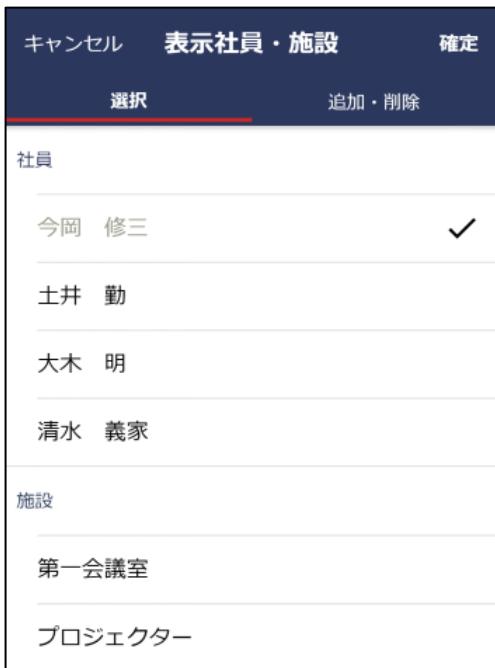 キャンセル 表示社員・施設 確定
選択 追加・削除
社員
今岡　修三
土井　勤
大木　明
清水　義家
施設
第一会議室
プロジェクター